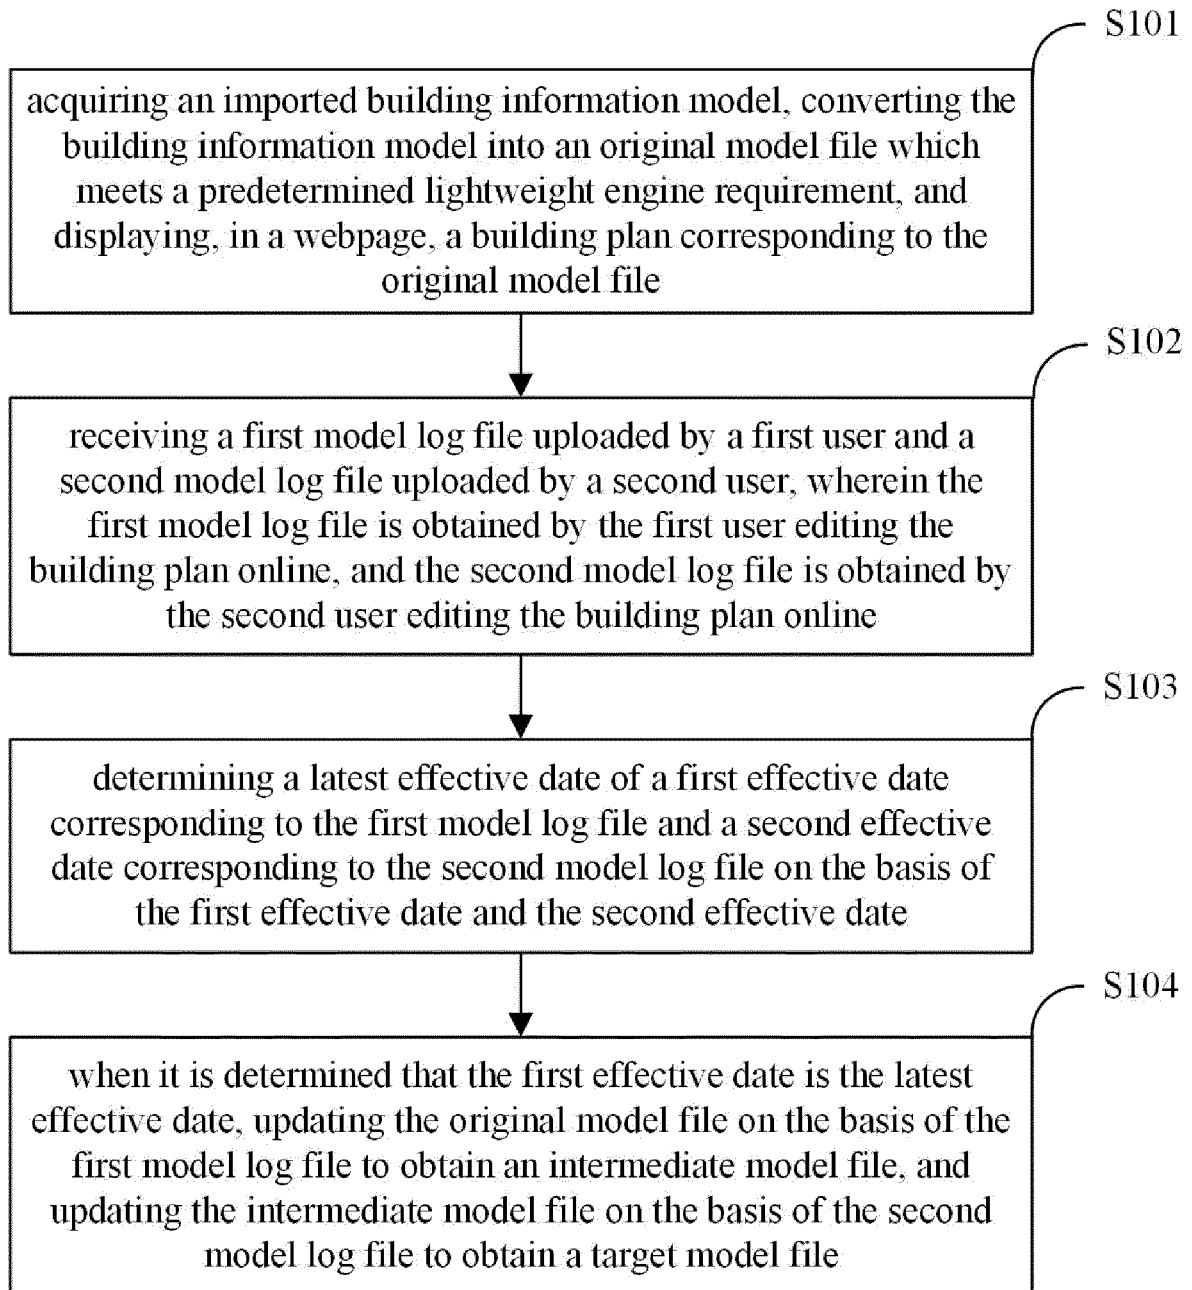 S101
acquiring an imported building information model, converting the
building information model into an original model file which
meets a predetermined lightweight engine requirement, and
displaying, in a webpage, a building plan corresponding to the
original model file
S102
receiving a first model log file uploaded by a first user and a
second model log file uploaded by a second user, wherein the
first model log file is obtained by the first user editing the
building plan online, and the second model log file is obtained by
the second user editing the building plan online
S103
determining a latest effective date of a first effective date
corresponding to the first model log file and a second effective
date corresponding to the second model log file on the basis of
the first effective date and the second effective date
S104
when it is determined that the first effective date is the latest
effective date, updating the original model file on the basis of the
first model log file to obtain an intermediate model file, and
updating the intermediate model file on the basis of the second
model log file to obtain a target model file